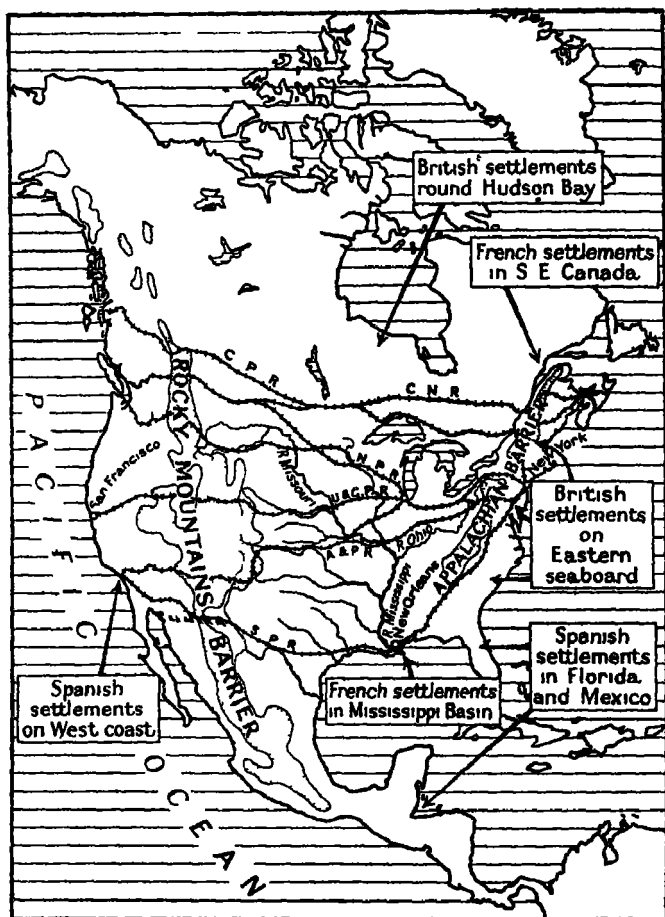 British settlements
round Hudson Bay
French settlements
in S E Canada
C P R
C N R
ROCKY MOUNTAINS BARRIER
R Missouri
N P R
U & C. P. R
A & P R
S. P. R
R. Ohio
R. Mississippi
New Orleans
APPALACHIAN BARRIER
New York
San Francisco
British
settlements
on
Eastern
seaboard
Spanish
settlements
in Florida
and Mexico
Spanish
settlements
on West coast
French settlements
in Mississippi Basin
PACIFIC
OCEAN